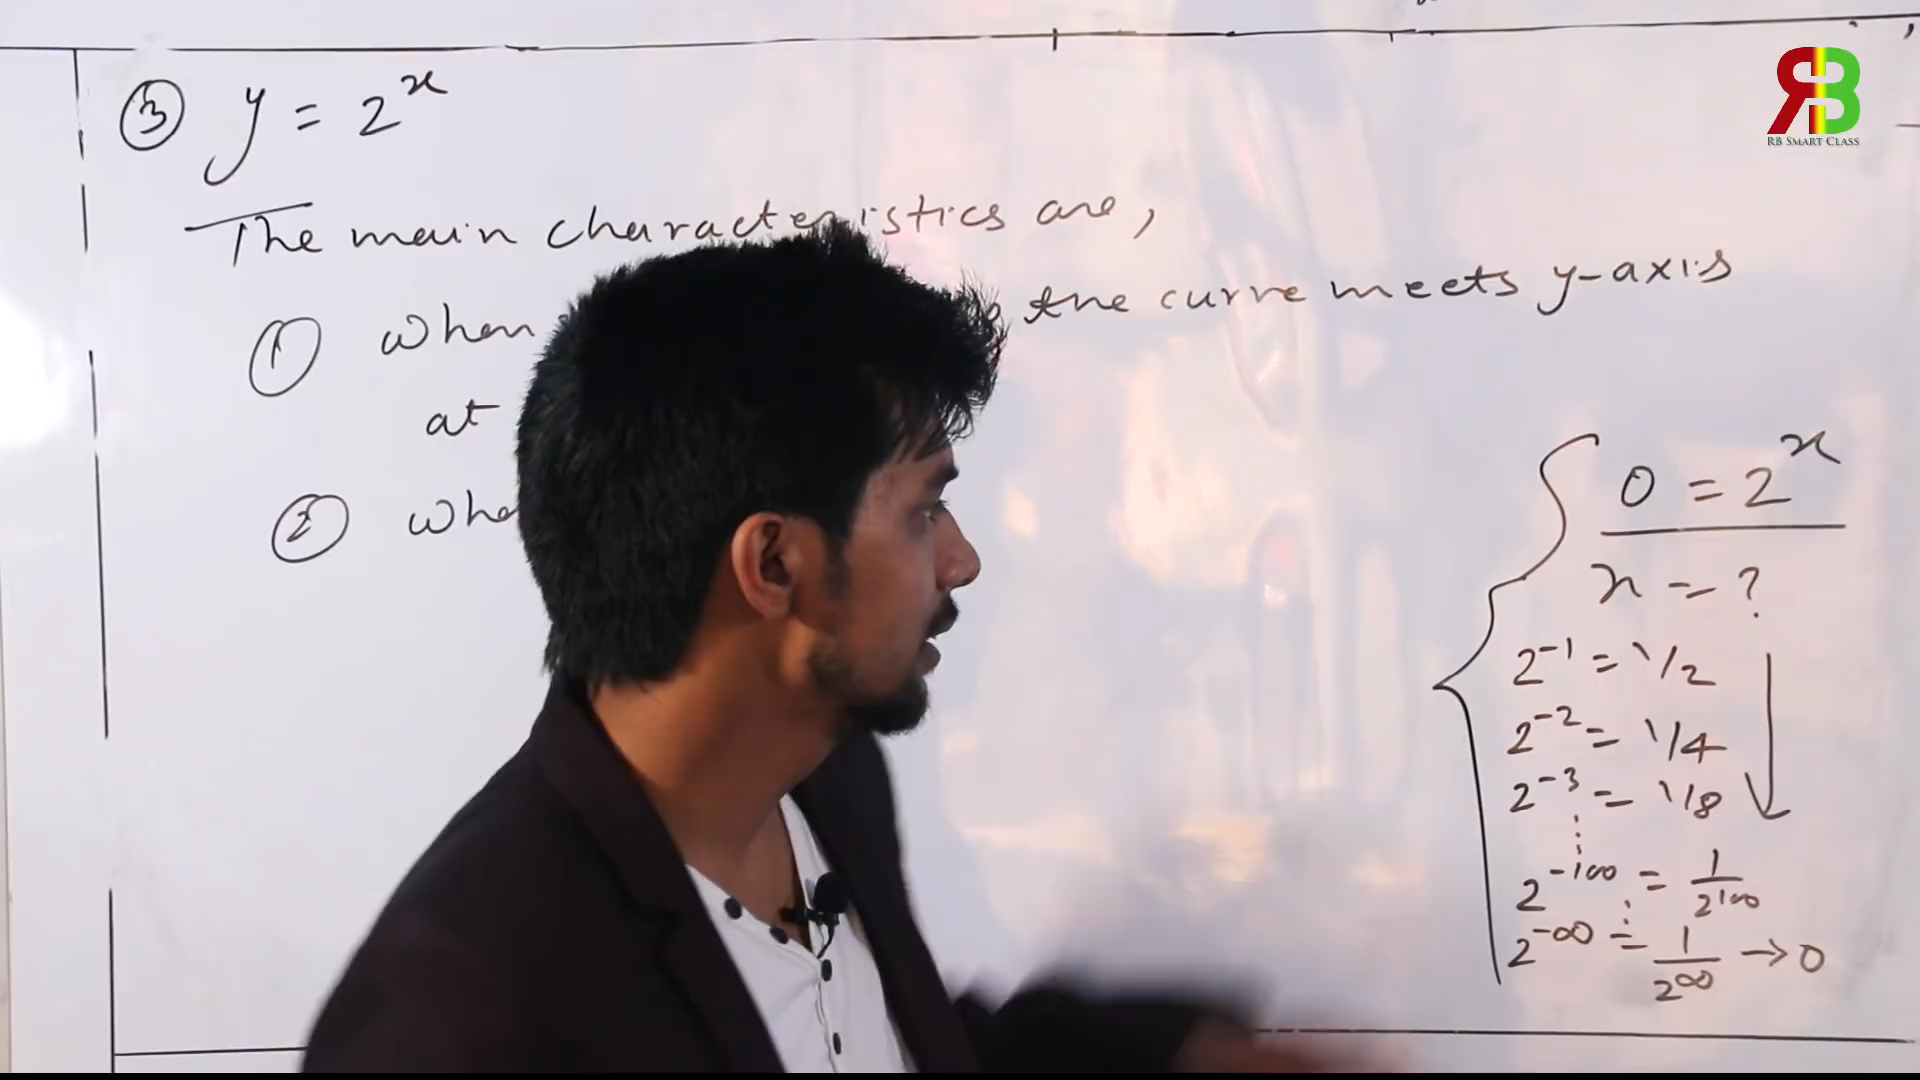 ③ y = 2^x
The main characteristics are,
① when the curve meets y-axis
at
②
0 = 2^x
x = ?
2^-1 = 1/2
2^-2 = 1/4
2^-3 = 1/8
⋮
2^-100 = 1/2^100
⋮
2^-∞ = 1/2^∞ → 0
RB
RB SMART CLASS